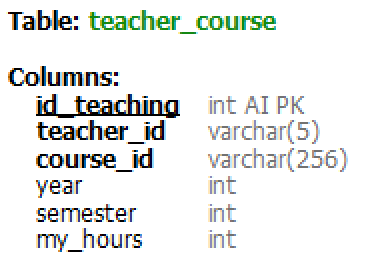 Table: teacher_course
Columns:
id_teaching int AI PK
teacher_id varchar(5)
course_id varchar(256)
year int
semester int
my_hours int